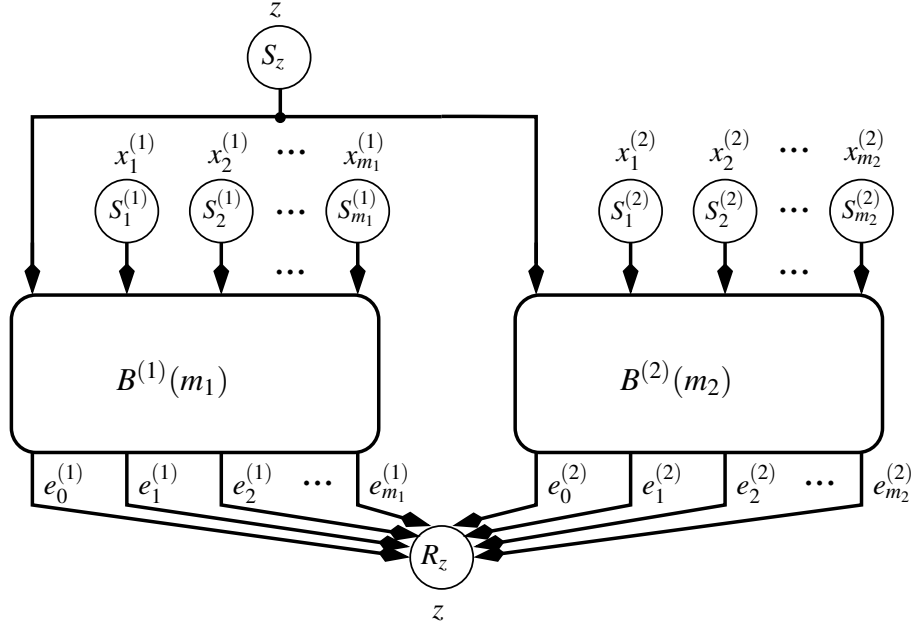 z
S_z
x_1^{(1)} x_2^{(1)} ... x_{m_1}^{(1)} x_1^{(2)} x_2^{(2)} ... x_{m_2}^{(2)}
S_1^{(1)} S_2^{(1)} ... S_{m_1}^{(1)} S_1^{(2)} S_2^{(2)} ... S_{m_2}^{(2)}
... ...
B^{(1)}(m_1) B^{(2)}(m_2)
e_0^{(1)} e_1^{(1)} e_2^{(1)} ... e_{m_1}^{(1)} e_0^{(2)} e_1^{(2)} e_2^{(2)} ... e_{m_2}^{(2)}
R_z
z